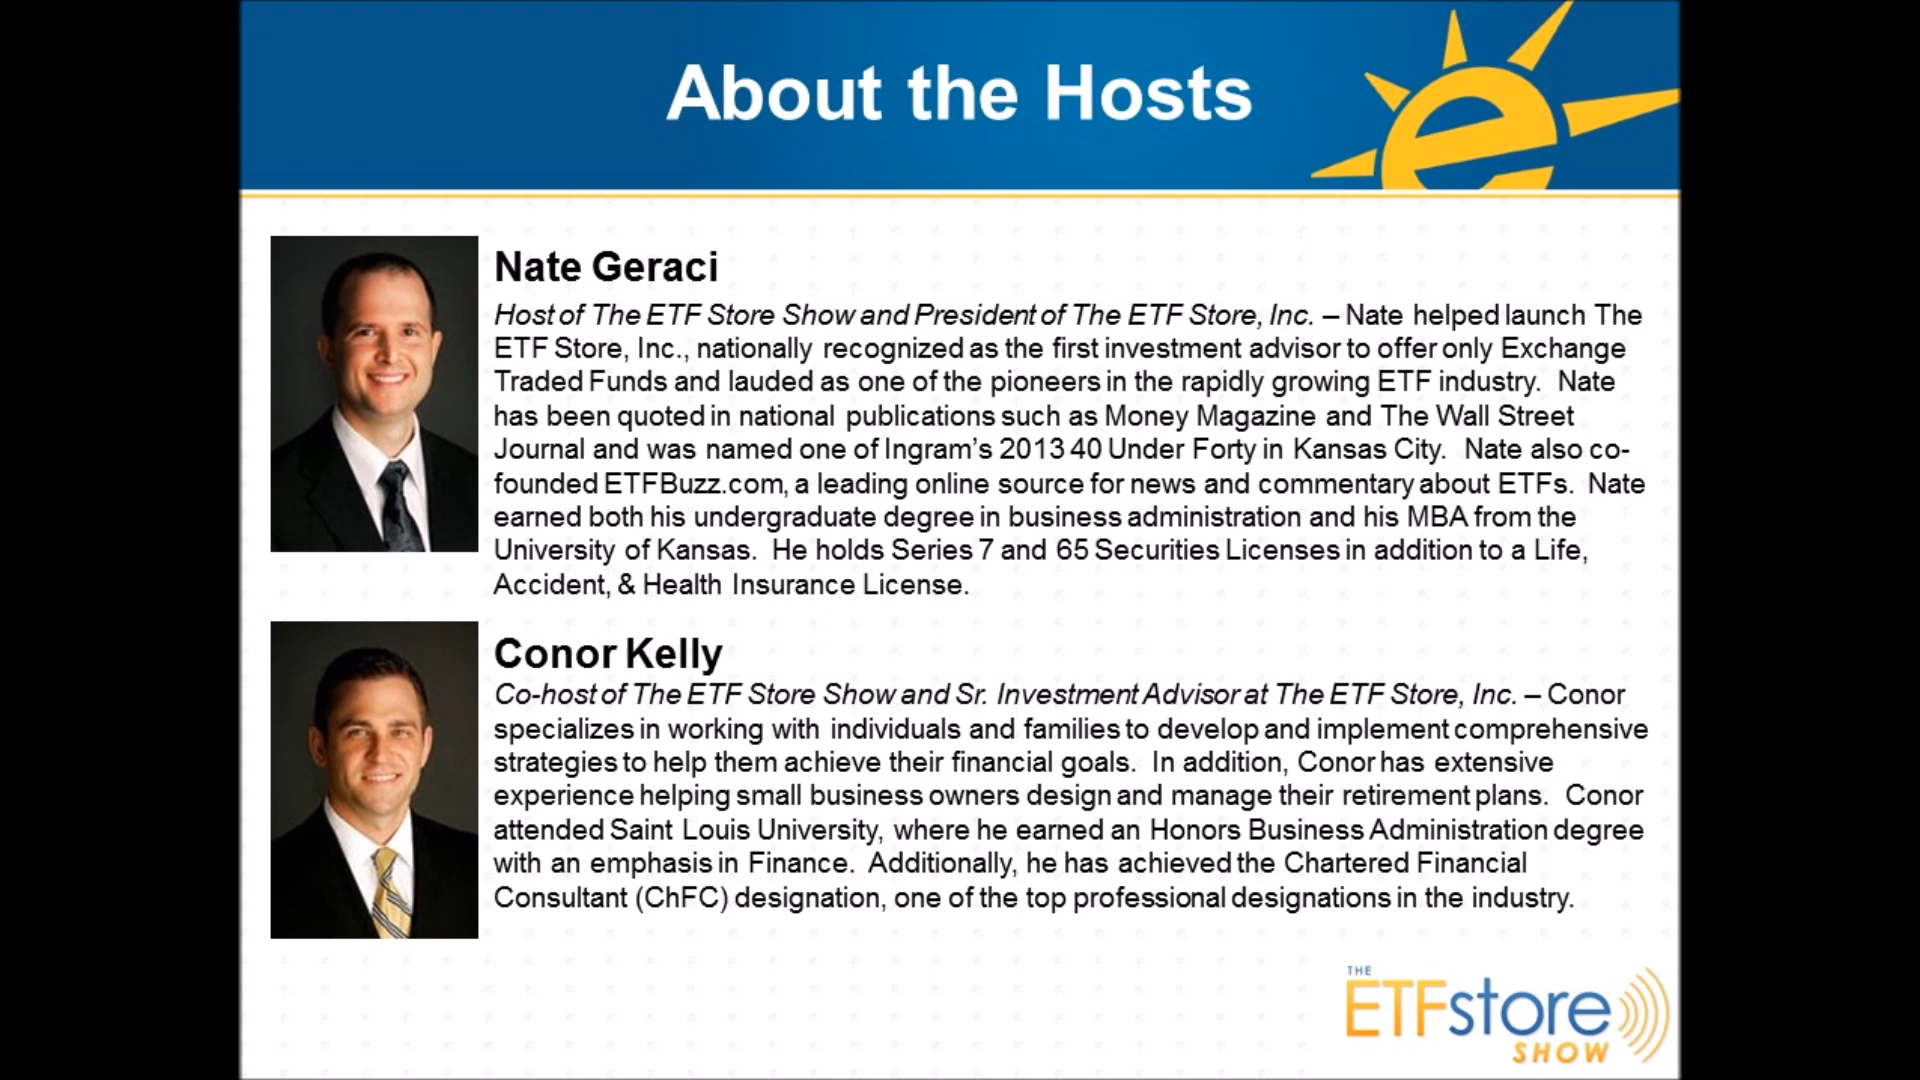 About the Hosts
Nate Geraci
Host of The ETF Store Show and President of The ETF Store, Inc. – Nate helped launch The
ETF Store, Inc., nationally recognized as the first investment advisor to offer only Exchange
Traded Funds and lauded as one of the pioneers in the rapidly growing ETF industry.  Nate
has been quoted in national publications such as Money Magazine and The Wall Street
Journal and was named one of Ingram's 2013 40 Under Forty in Kansas City.  Nate also co-
founded ETFBuzz.com, a leading online source for news and commentary about ETFs.  Nate
earned both his undergraduate degree in business administration and his MBA from the
University of Kansas.  He holds Series 7 and 65 Securities Licenses in addition to a Life,
Accident, & Health Insurance License.
Conor Kelly
Co-host of The ETF Store Show and Sr. Investment Advisor at The ETF Store, Inc. – Conor
specializes in working with individuals and families to develop and implement comprehensive
strategies to help them achieve their financial goals.  In addition, Conor has extensive
experience helping small business owners design and manage their retirement plans.  Conor
attended Saint Louis University, where he earned an Honors Business Administration degree
with an emphasis in Finance.  Additionally, he has achieved the Chartered Financial
Consultant (ChFC) designation, one of the top professional designations in the industry.
THE
ETFstore
SHOW